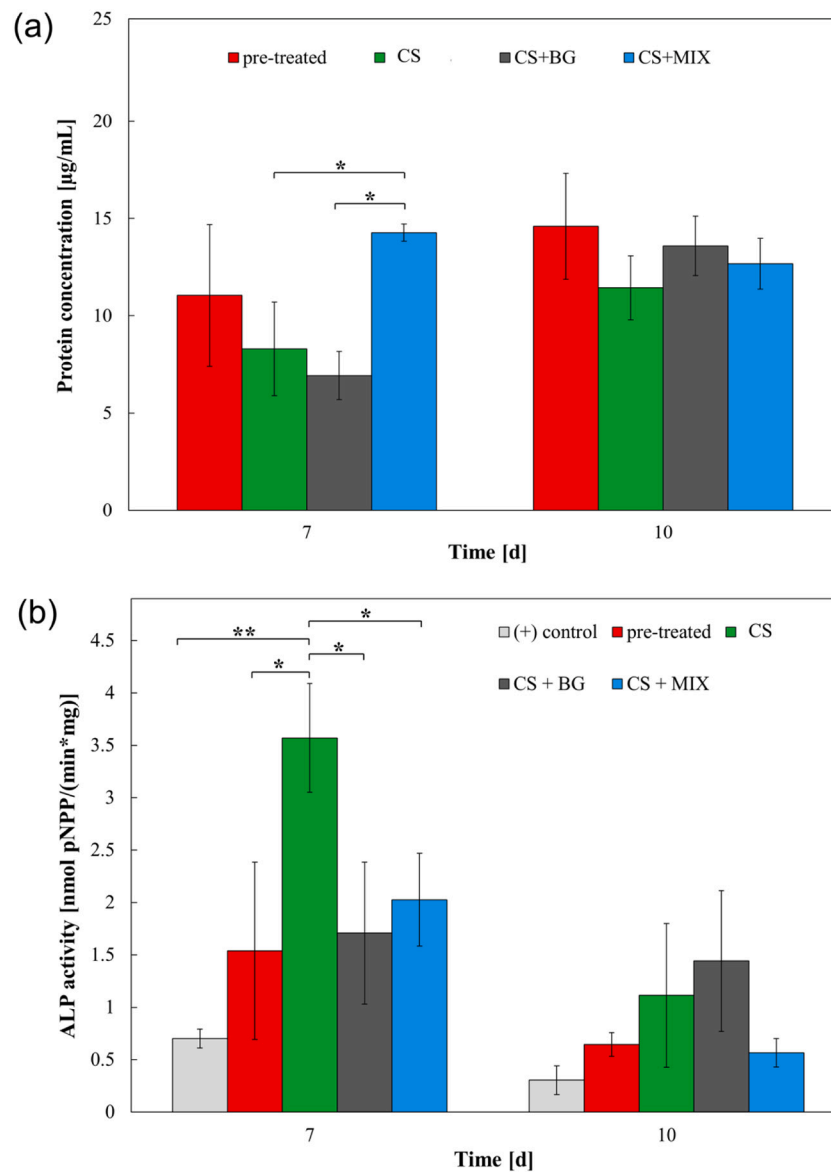 (a)
25
20
15
10
5
0
Protein concentration [µg/mL]
pre-treated CS CS+BG CS+MIX
*
*
7 10
Time [d]
(b)
4.5
4
3.5
3
2.5
2
1.5
1
0.5
0
ALP activity [nmol pNPP/(min*mg)]
(+) control pre-treated CS
CS + BG CS + MIX
*
**
*
*
7 10
Time [d]